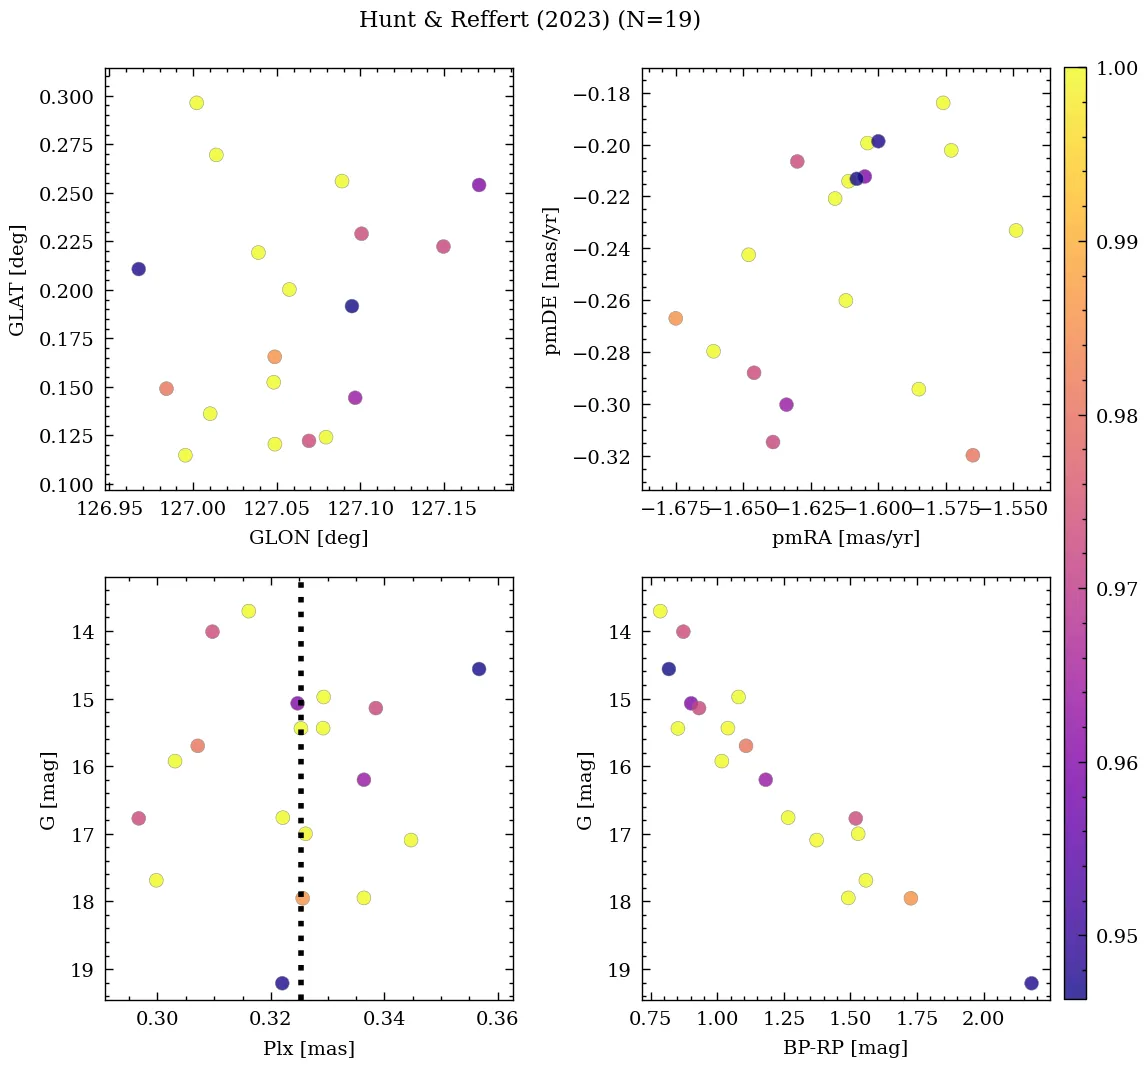 Hunt & Reffert (2023) (N=19)
0.300
0.275
0.250
0.225
0.200
0.175
0.150
0.125
0.100
GLAT [deg]
126.95 127.00 127.05 127.10 127.15
GLON [deg]
−0.18
−0.20
−0.22
−0.24
−0.26
−0.28
−0.30
−0.32
pmDE [mas/yr]
−1.675 −1.650 −1.625 −1.600 −1.575 −1.550
pmRA [mas/yr]
14
15
16
17
18
19
G [mag]
0.30 0.32 0.34 0.36
Plx [mas]
14
15
16
17
18
19
G [mag]
0.75 1.00 1.25 1.50 1.75 2.00
BP-RP [mag]
1.00
0.99
0.98
0.97
0.96
0.95